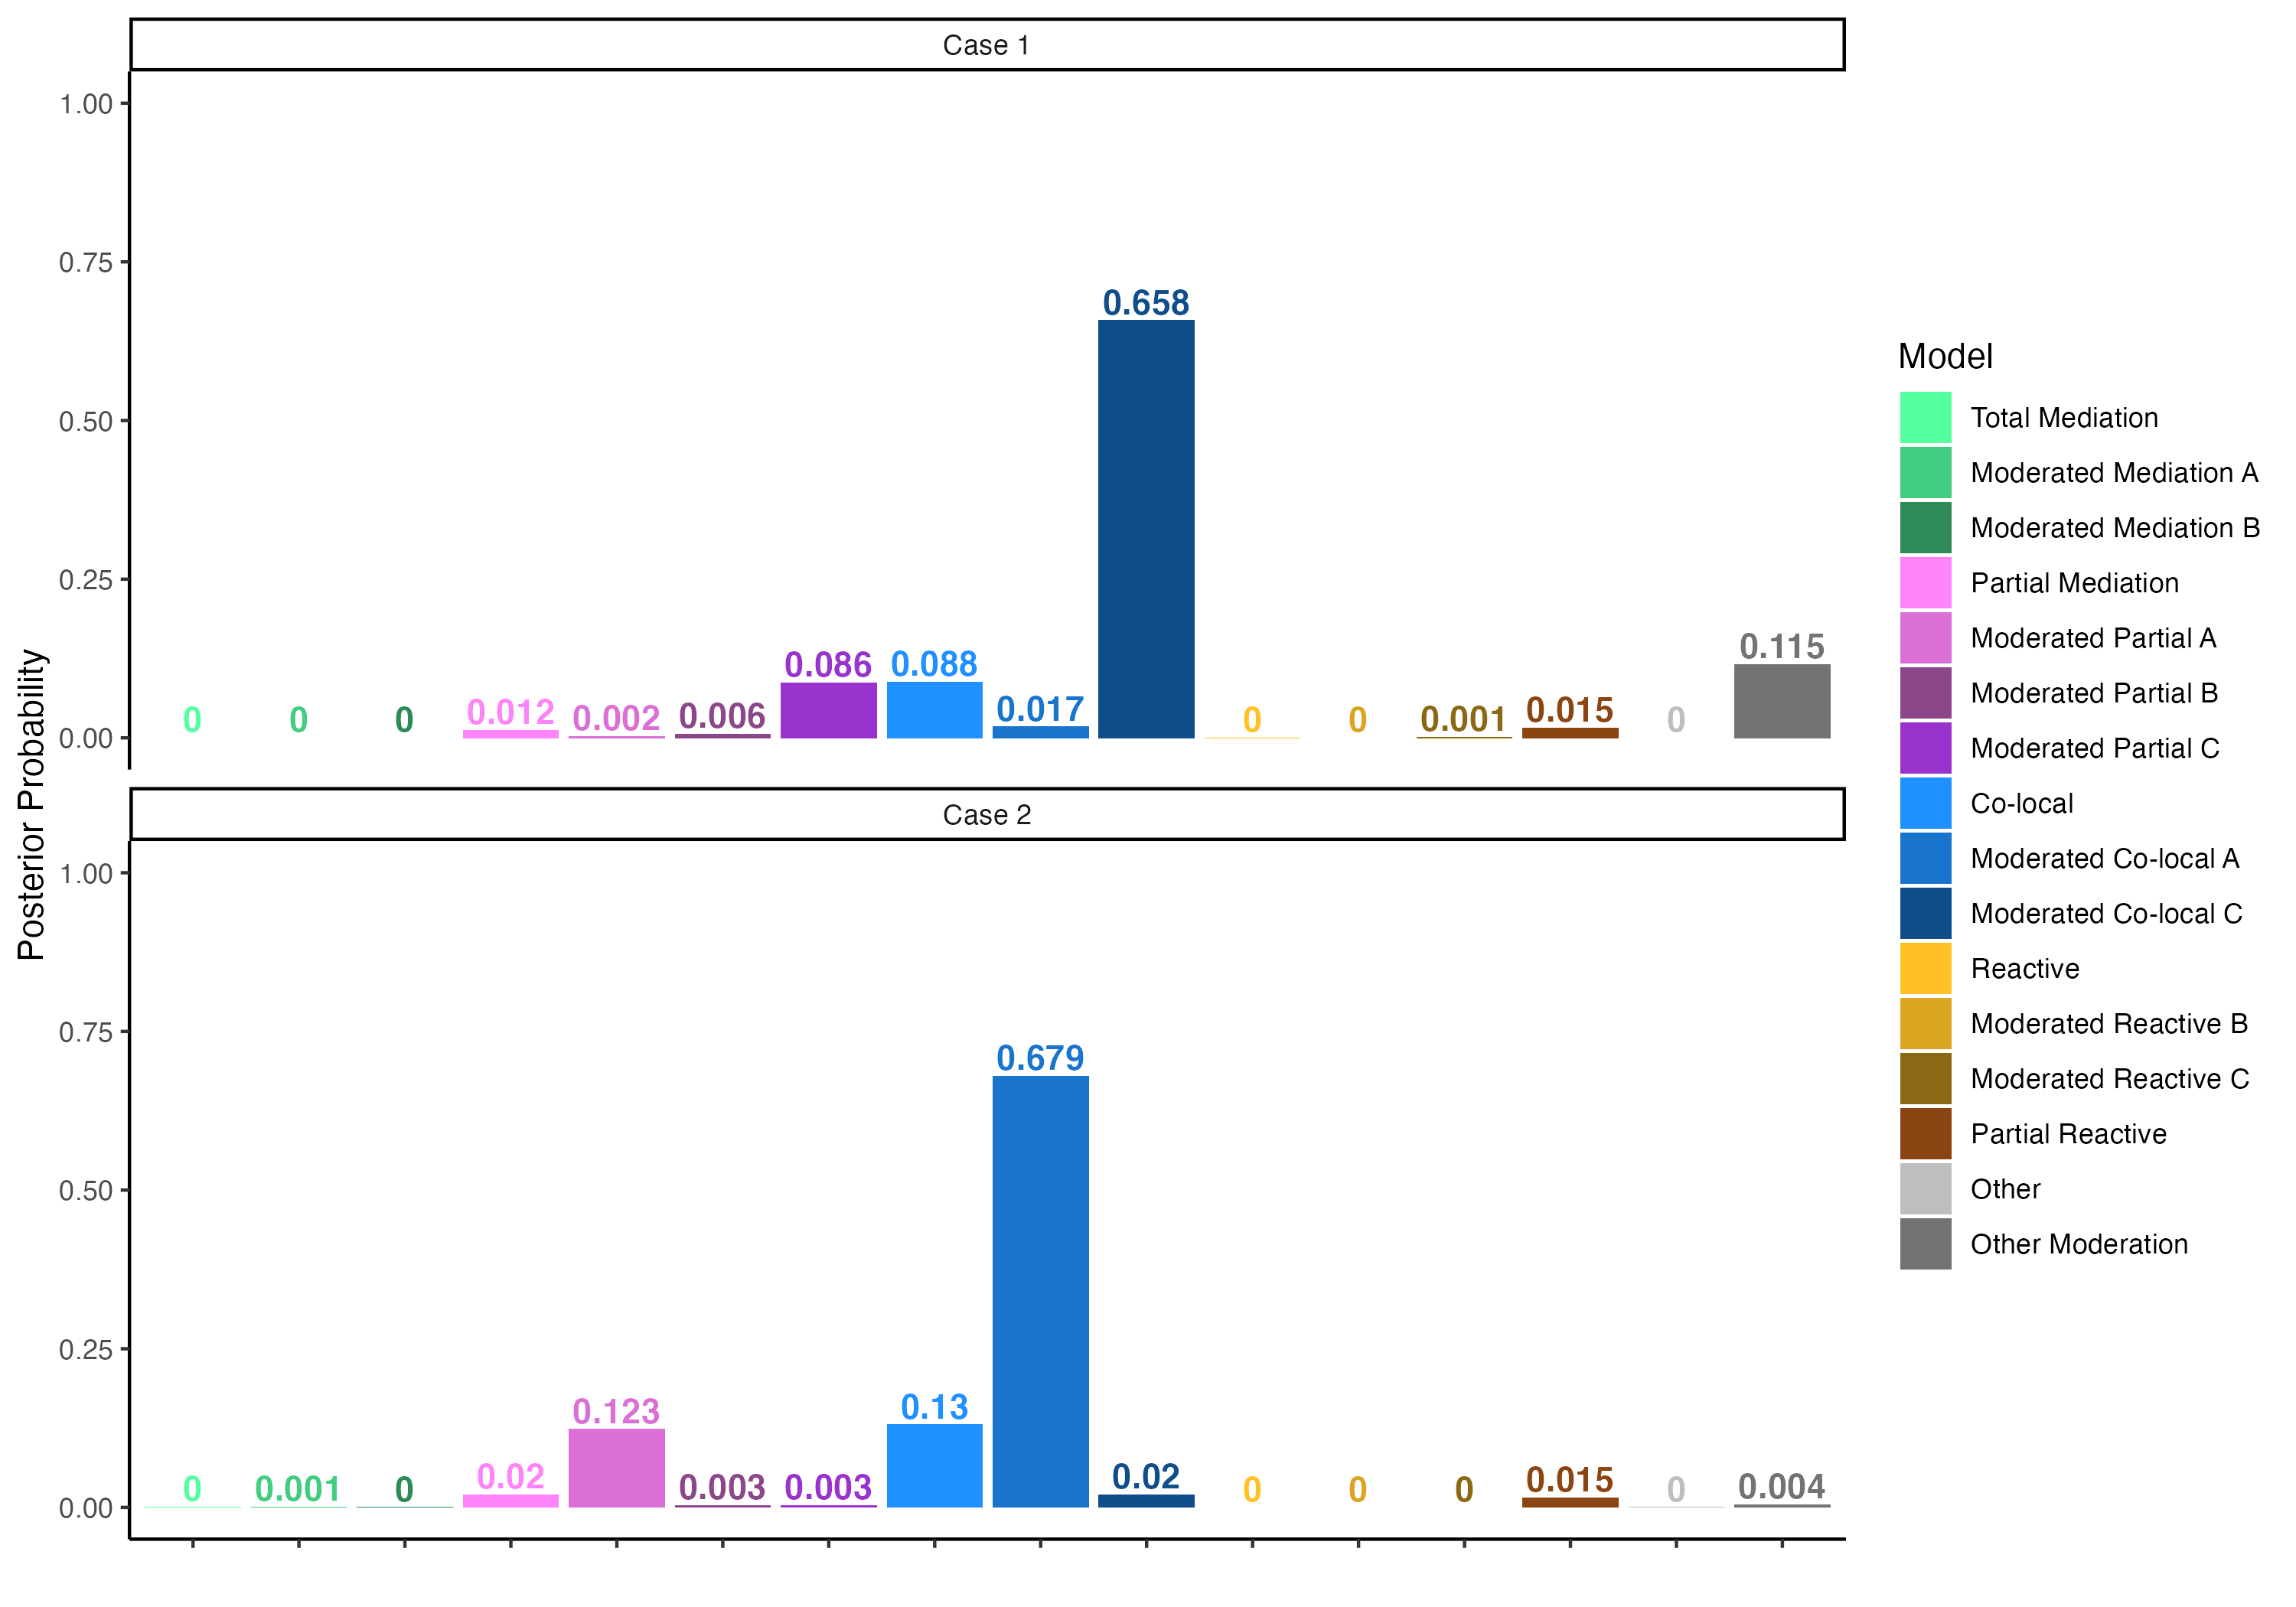 Case 1
1.00
0.75
0.50
0.25
0.00
0
0
0
0.012
0.002
0.006
0.086
0.088
0.017
0.658
0
0
0.001
0.015
0
0.115
Posterior Probability
Case 2
1.00
0.75
0.50
0.25
0.00
0
0.001
0
0.02
0.123
0.003
0.003
0.13
0.679
0.02
0
0
0
0.015
0
0.004
Model
Total Mediation
Moderated Mediation A
Moderated Mediation B
Partial Mediation
Moderated Partial A
Moderated Partial B
Moderated Partial C
Co-local
Moderated Co-local A
Moderated Co-local C
Reactive
Moderated Reactive B
Moderated Reactive C
Partial Reactive
Other
Other Moderation